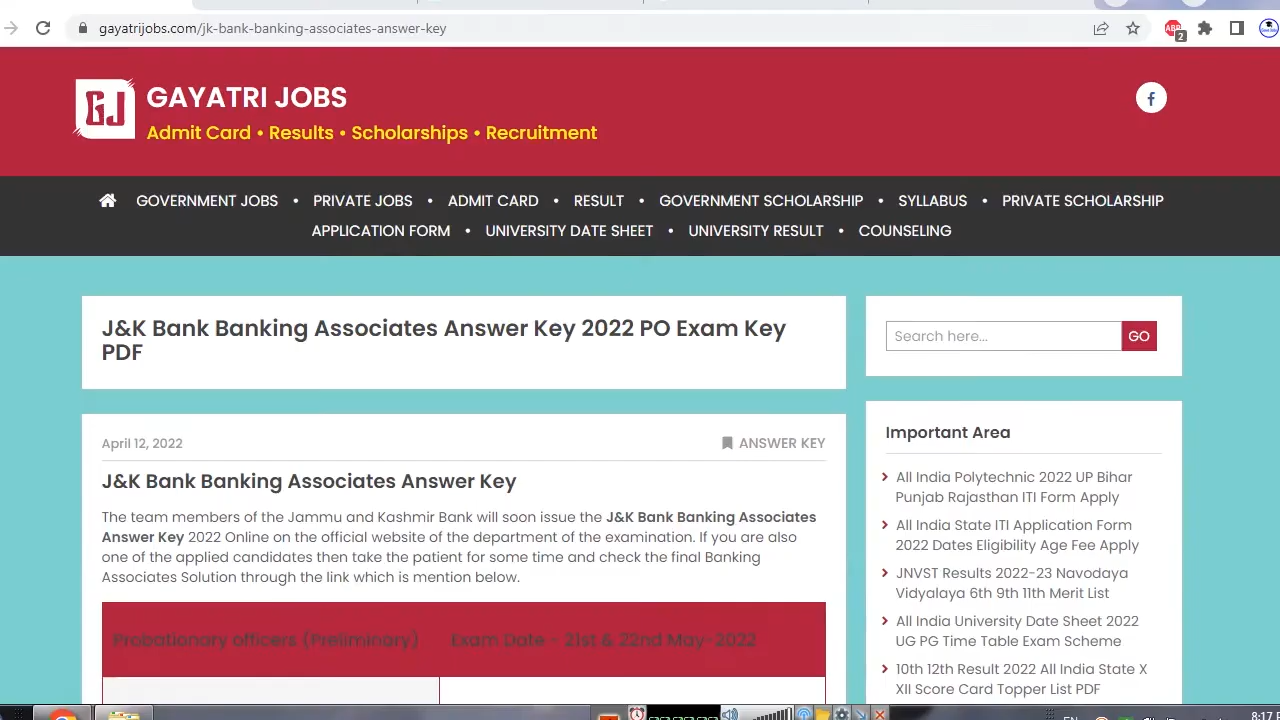 gayatrijobs.com/jk-bank-banking-associates-answer-key
ABP
2
GJ
GAYATRI JOBS
Admit Card • Results • Scholarships • Recruitment
GOVERNMENT JOBS • PRIVATE JOBS • ADMIT CARD • RESULT • GOVERNMENT SCHOLARSHIP • SYLLABUS • PRIVATE SCHOLARSHIP
APPLICATION FORM • UNIVERSITY DATE SHEET • UNIVERSITY RESULT • COUNSELING
J&K Bank Banking Associates Answer Key 2022 PO Exam Key
PDF
April 12, 2022
ANSWER KEY
J&K Bank Banking Associates Answer Key
The team members of the Jammu and Kashmir Bank will soon issue the J&K Bank Banking Associates
Answer Key 2022 Online on the official website of the department of the examination. If you are also
one of the applied candidates then take the patient for some time and check the final Banking
Associates Solution through the link which is mention below.
Probationary officers (Preliminary)
Exam Date - 21st & 22nd May-2022
Search here...
GO
Important Area
All India Polytechnic 2022 UP Bihar
Punjab Rajasthan ITI Form Apply
All India State ITI Application Form
2022 Dates Eligibility Age Fee Apply
JNVST Results 2022-23 Navodaya
Vidyalaya 6th 9th 11th Merit List
All India University Date Sheet 2022
UG PG Time Table Exam Scheme
10th 12th Result 2022 All India State X
XII Score Card Topper List PDF
EN
8:17 P